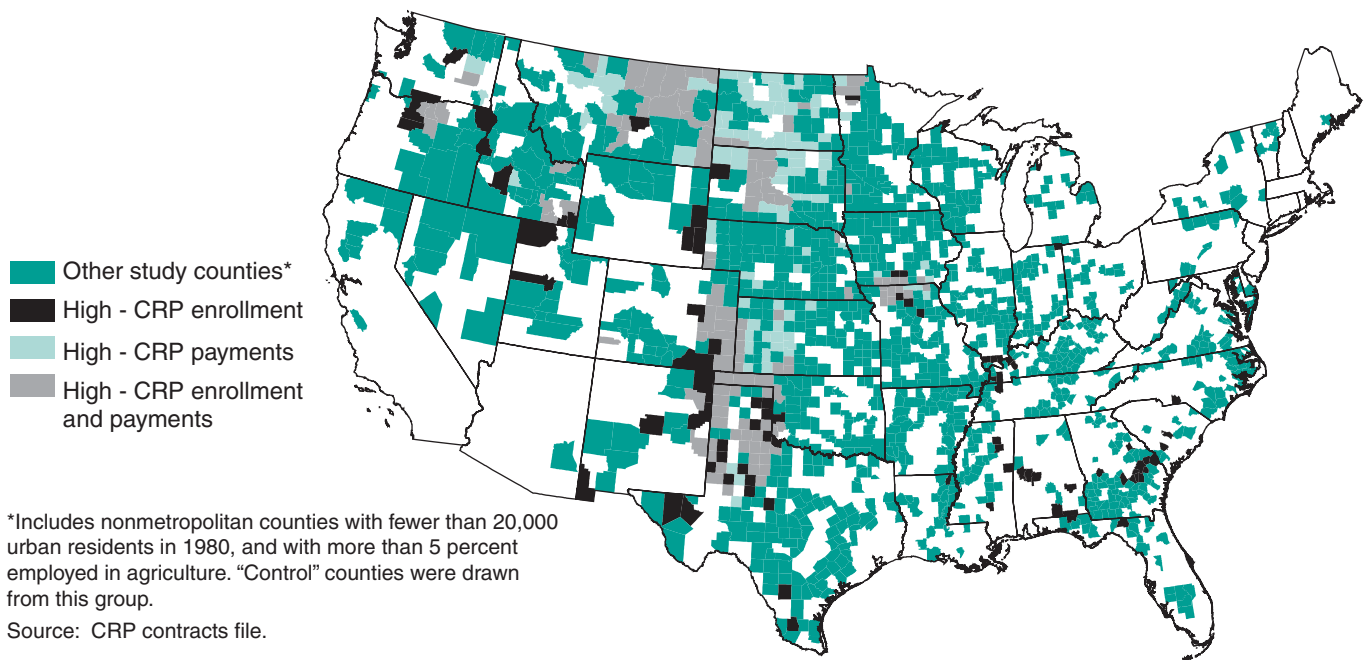 Other study counties*
High - CRP enrollment
High - CRP payments
High - CRP enrollment
and payments
*Includes nonmetropolitan counties with fewer than 20,000
urban residents in 1980, and with more than 5 percent
employed in agriculture. “Control” counties were drawn
from this group.
Source:  CRP contracts file.